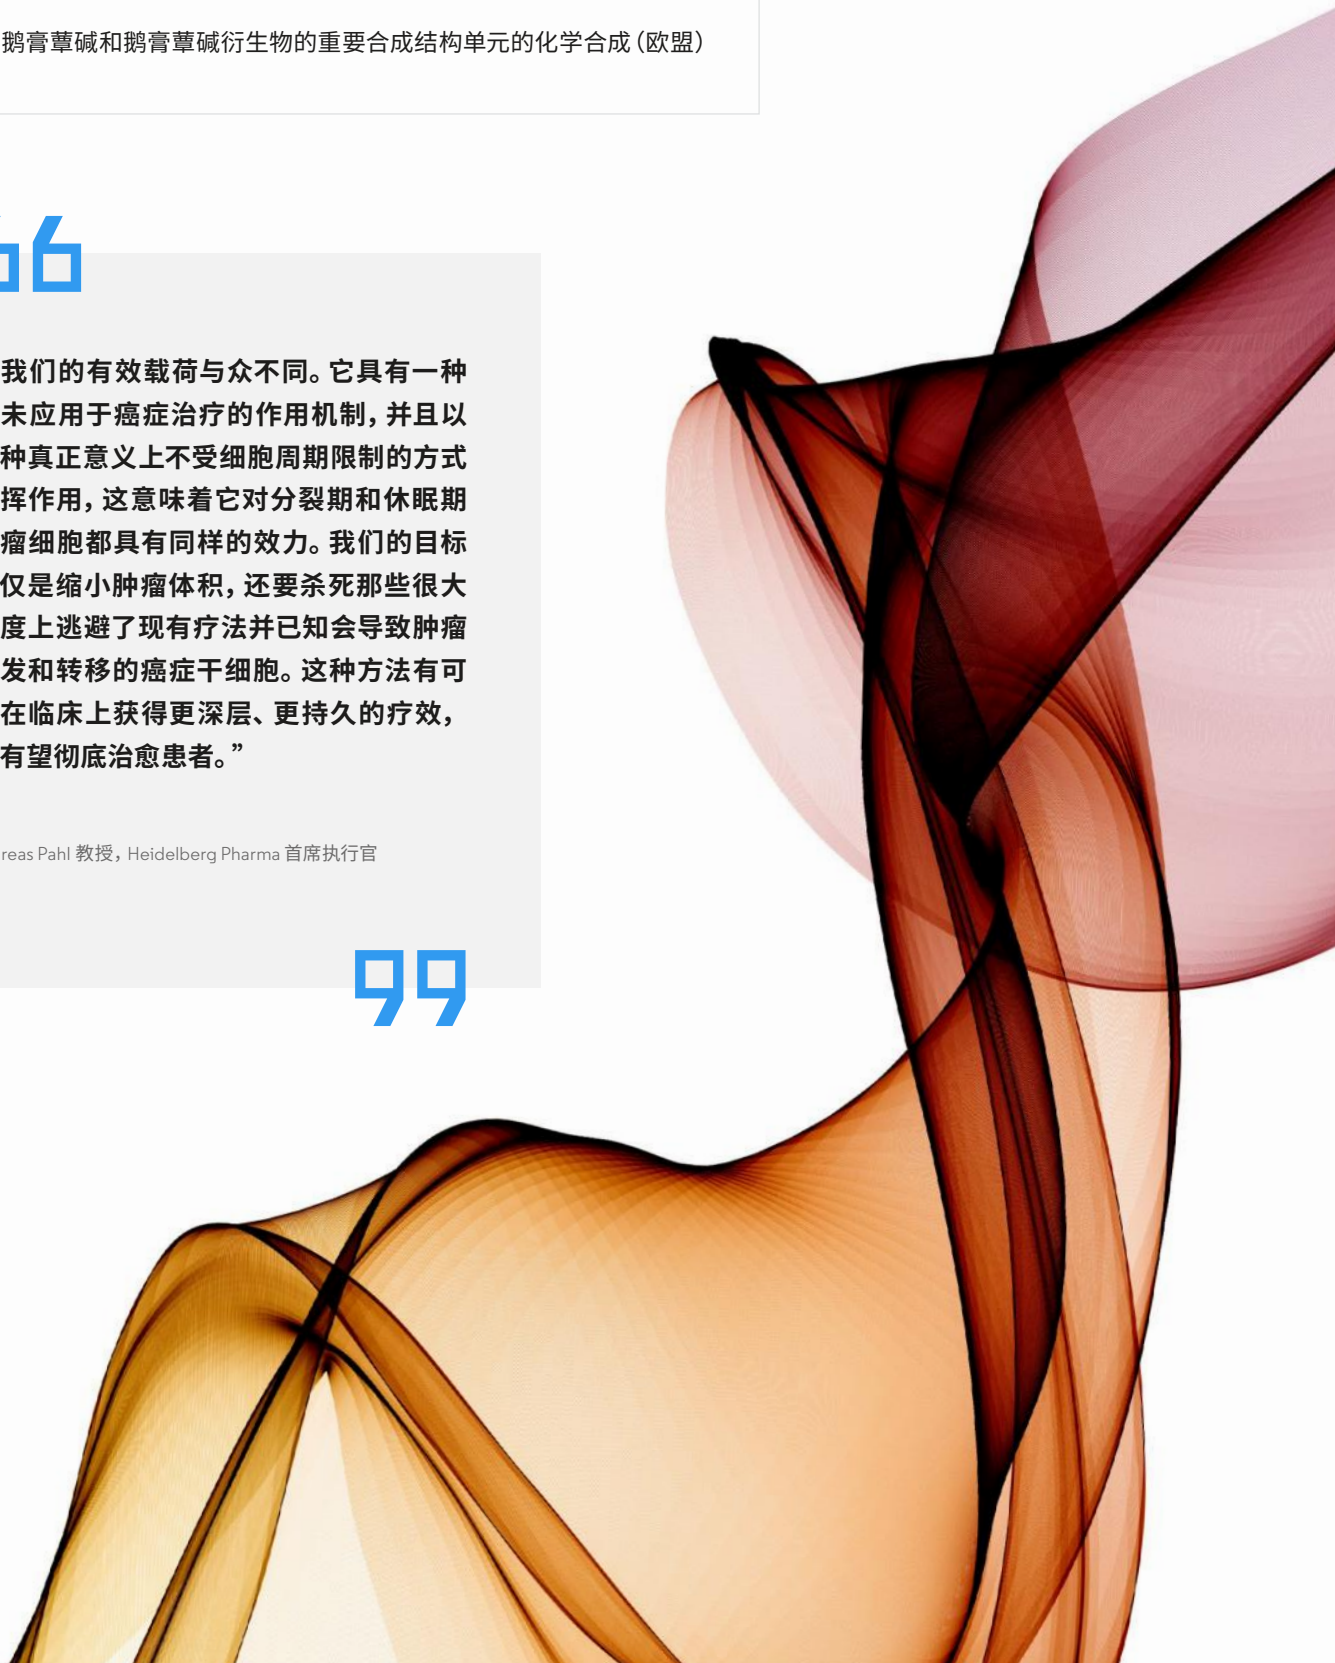 鹅膏蕈碱和鹅膏蕈碱衍生物的重要合成结构单元的化学合成（欧盟）
我们的有效载荷与众不同。它具有一种
未应用于癌症治疗的作用机制，并且以
种真正意义上不受细胞周期限制的方式
挥作用，这意味着它对分裂期和休眠期
瘤细胞都具有同样的效力。我们的目标
仅是缩小肿瘤体积，还要杀死那些很大
度上逃避了现有疗法并已知会导致肿瘤
发和转移的癌症干细胞。这种方法有可
在临床上获得更深层、更持久的疗效，
有望彻底治愈患者。”
reas Pahl 教授，Heidelberg Pharma 首席执行官